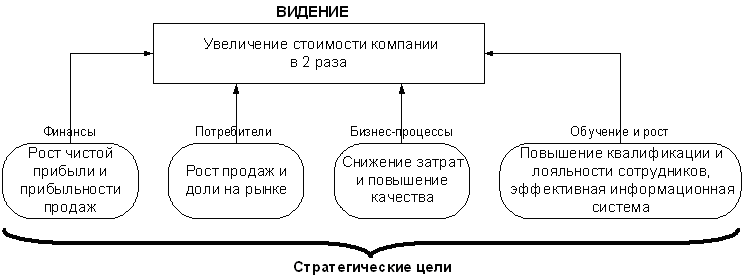 ВИДЕНИЕ
Увеличение стоимости компании
в 2 раза
Финансы
Рост чистой
прибыли и
прибыльности
продаж
Потребители
Рост продаж и
доли на рынке
Бизнес-процессы
Снижение затрат
и повышение
качества
Обучение и рост
Повышение квалификации и
лояльности сотрудников,
эффективная информационная
система
Стратегические цели